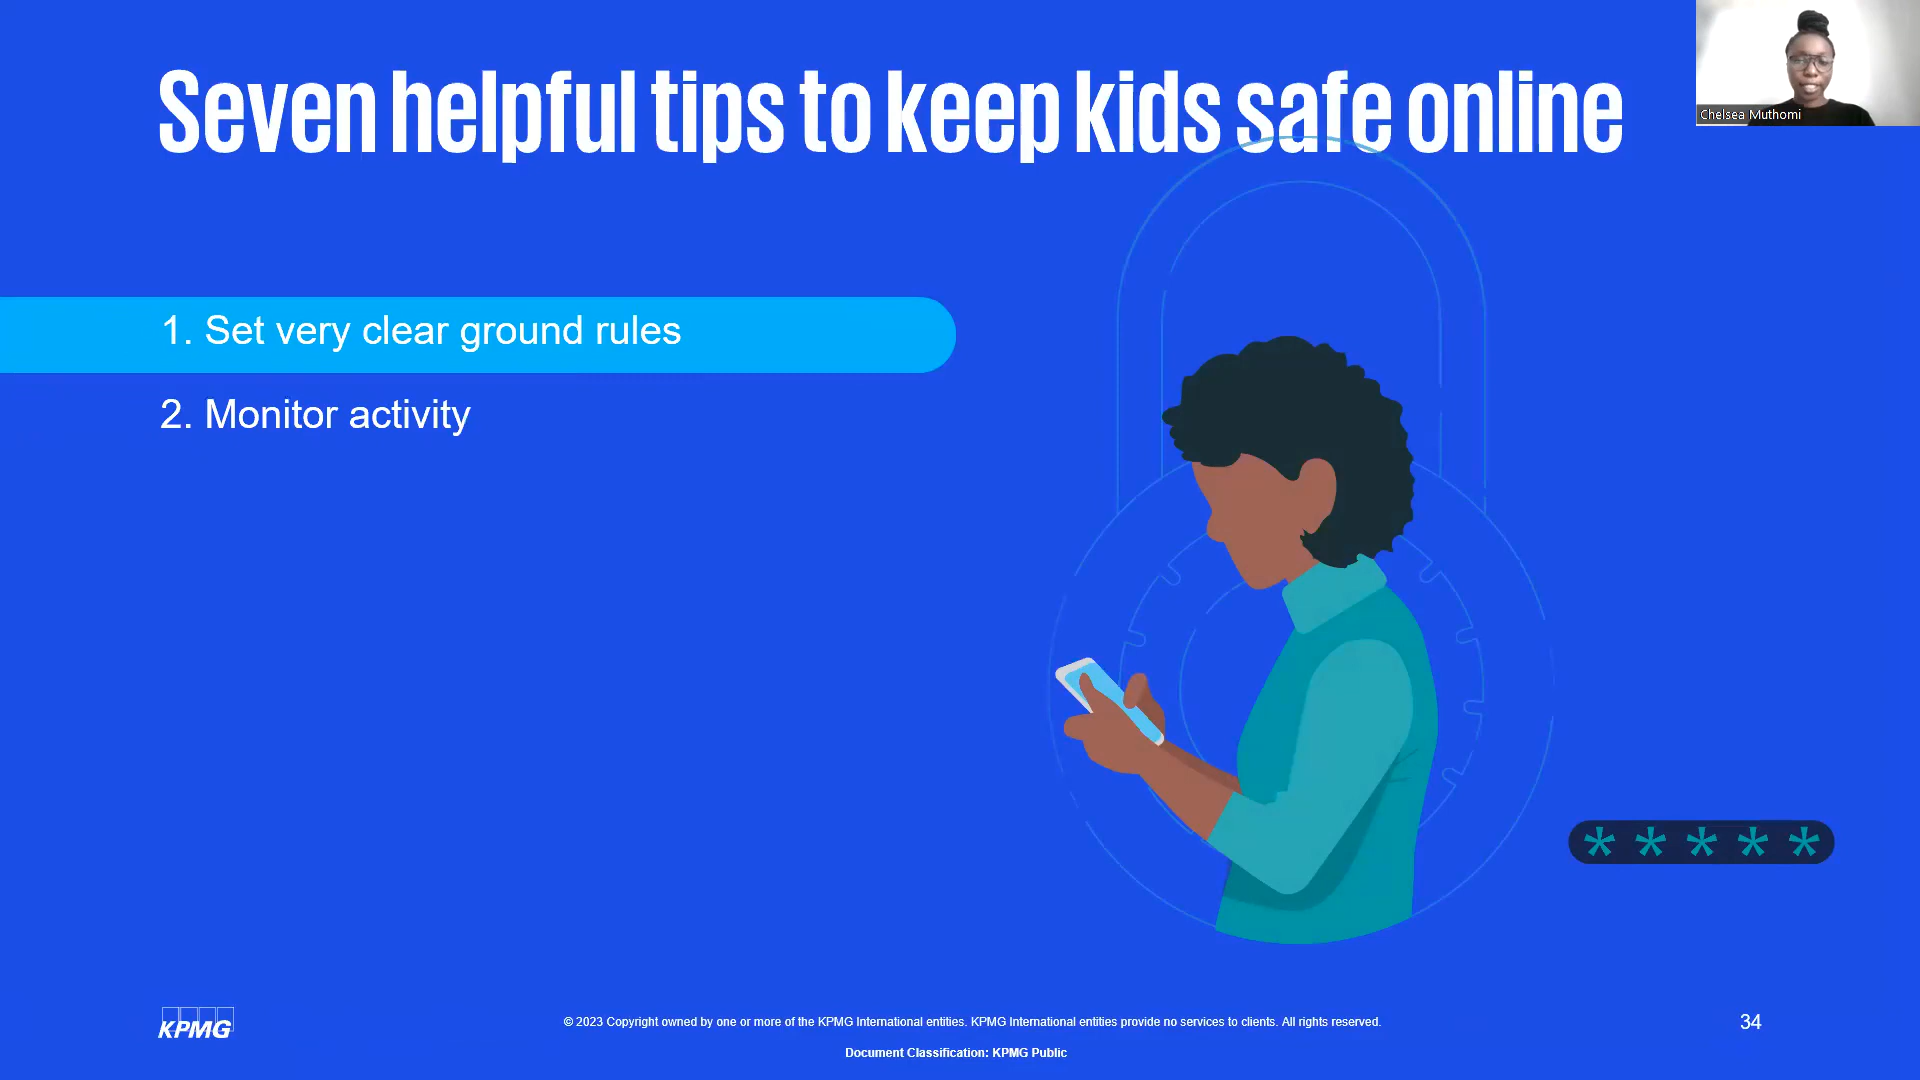 Seven helpful tips to keep kids safe online
Chelsea Muthomi
1. Set very clear ground rules
2. Monitor activity
* * * * *
KPMG
© 2023 Copyright owned by one or more of the KPMG International entities. KPMG International entities provide no services to clients. All rights reserved.
34
Document Classification: KPMG Public